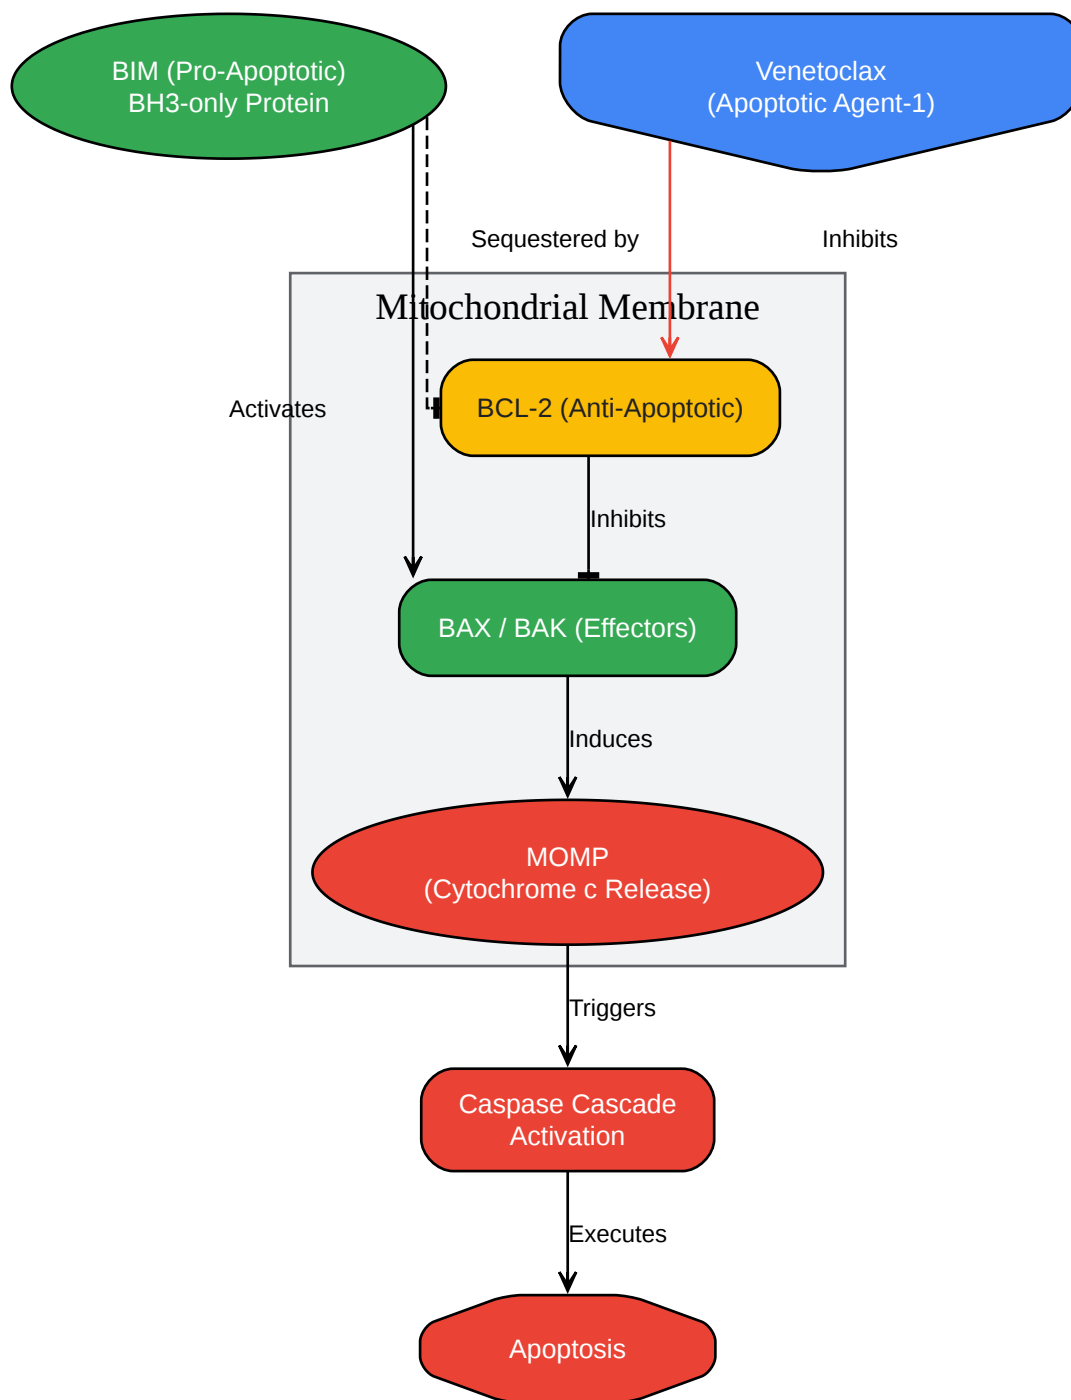 BIM (Pro-Apoptotic)
BH3-only Protein
Venetoclax
(Apoptotic Agent-1)
Sequestered by
Inhibits
Mitochondrial Membrane
Activates
BCL-2 (Anti-Apoptotic)
Inhibits
BAX / BAK (Effectors)
Induces
MOMP
(Cytochrome c Release)
Triggers
Caspase Cascade
Activation
Executes
Apoptosis